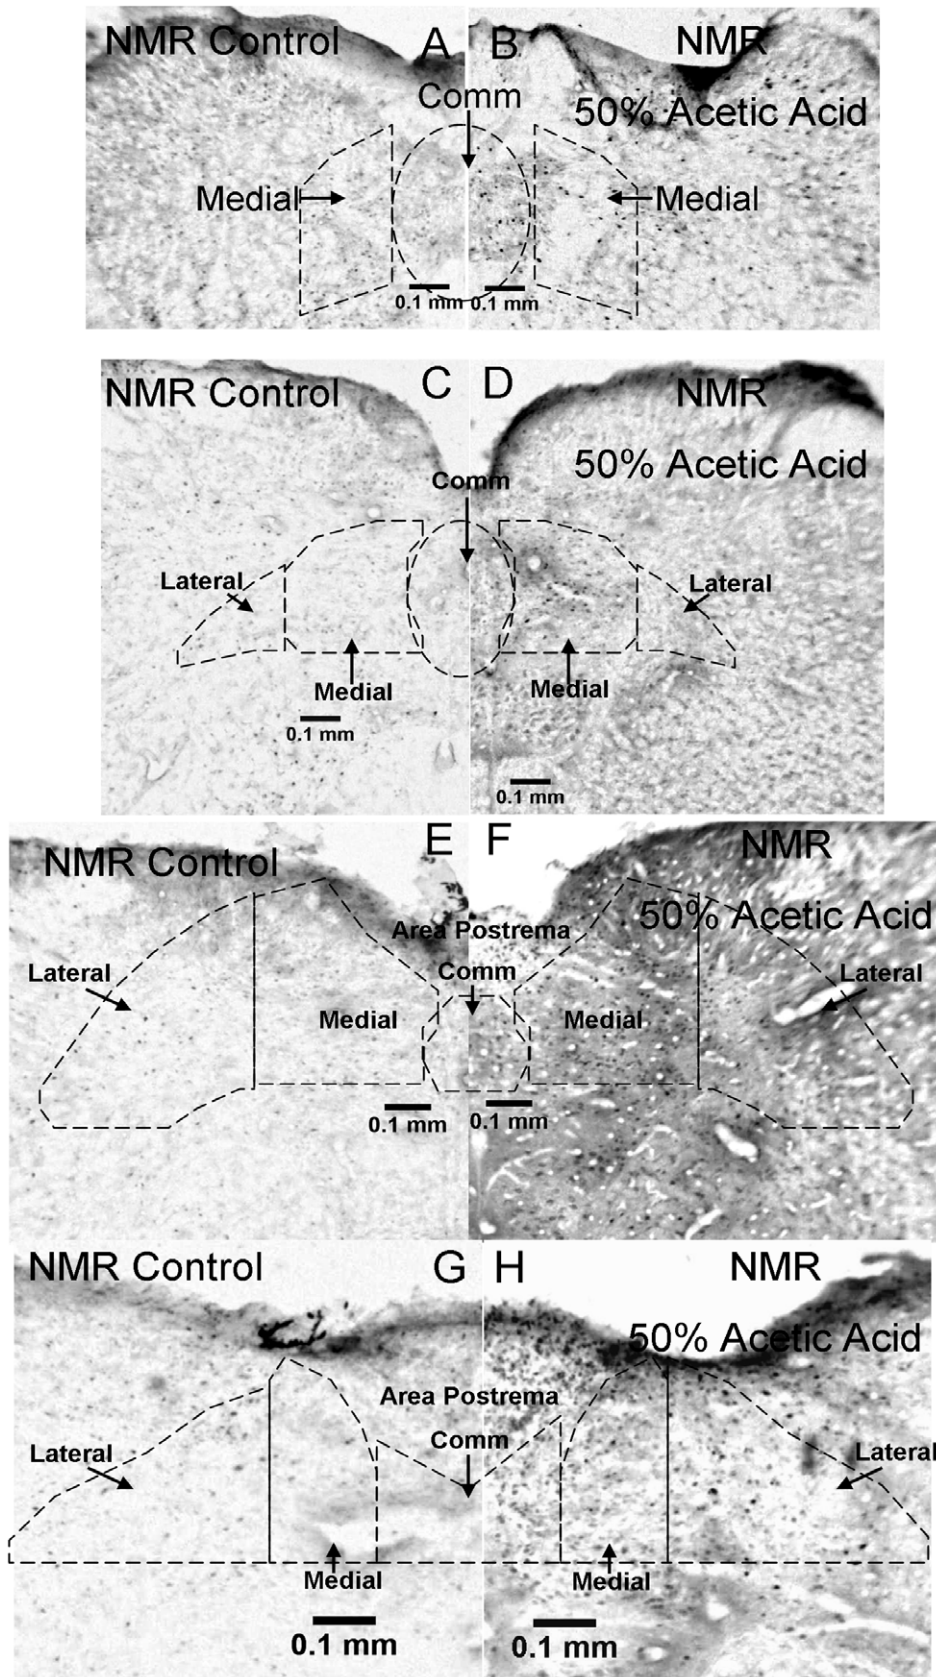 NMR Control A B NMR
Comm 50% Acetic Acid
Medial Medial
0.1 mm 0.1 mm
NMR Control C D NMR
50% Acetic Acid
Comm
Lateral Lateral
Medial Medial
0.1 mm
0.1 mm
NMR Control E F NMR
50% Acetic Acid
Area Postrema
Lateral Comm Lateral
Medial Medial
0.1 mm 0.1 mm
NMR Control G H NMR
50% Acetic Acid
Area Postrema
Lateral Comm Lateral
Medial Medial
0.1 mm 0.1 mm